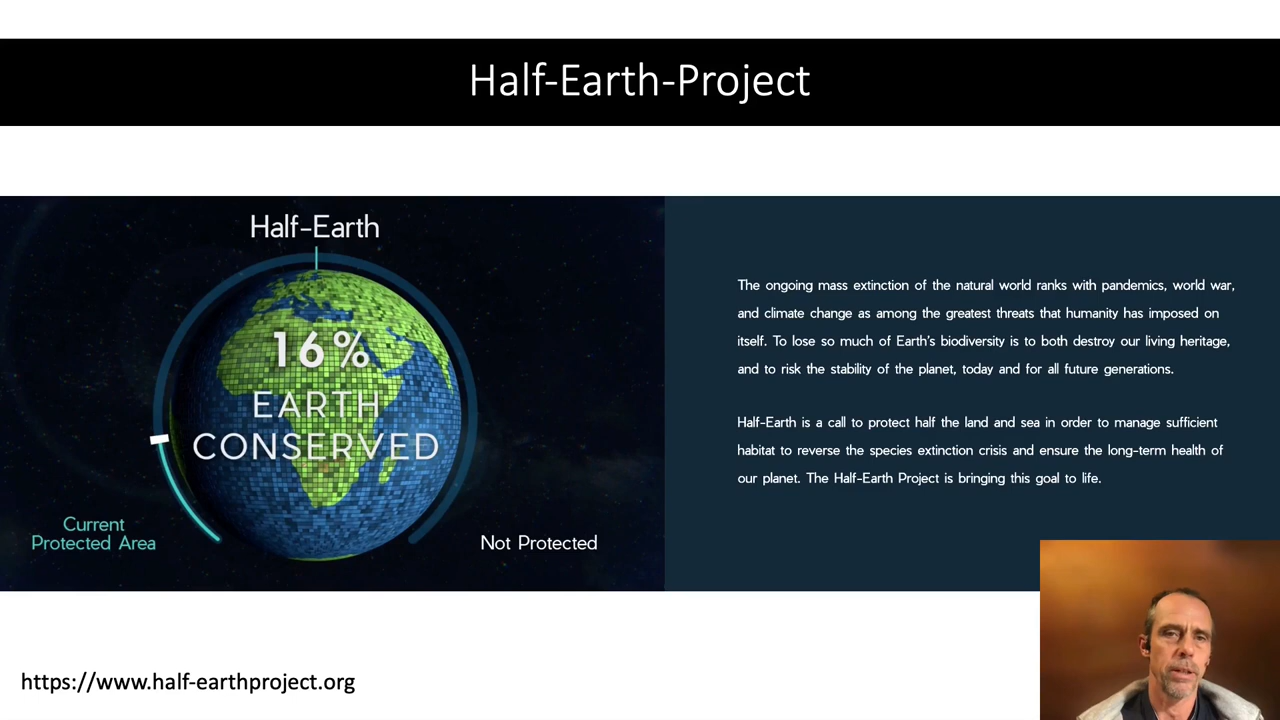 Half-Earth-Project
Half-Earth
16%
EARTH
CONSERVED
Current
Protected Area
Not Protected
The ongoing mass extinction of the natural world ranks with pandemics, world war,
and climate change as among the greatest threats that humanity has imposed on
itself. To lose so much of Earth's biodiversity is to both destroy our living heritage,
and to risk the stability of the planet, today and for all future generations.
Half-Earth is a call to protect half the land and sea in order to manage sufficient
habitat to reverse the species extinction crisis and ensure the long-term health of
our planet. The Half-Earth Project is bringing this goal to life.
https://www.half-earthproject.org